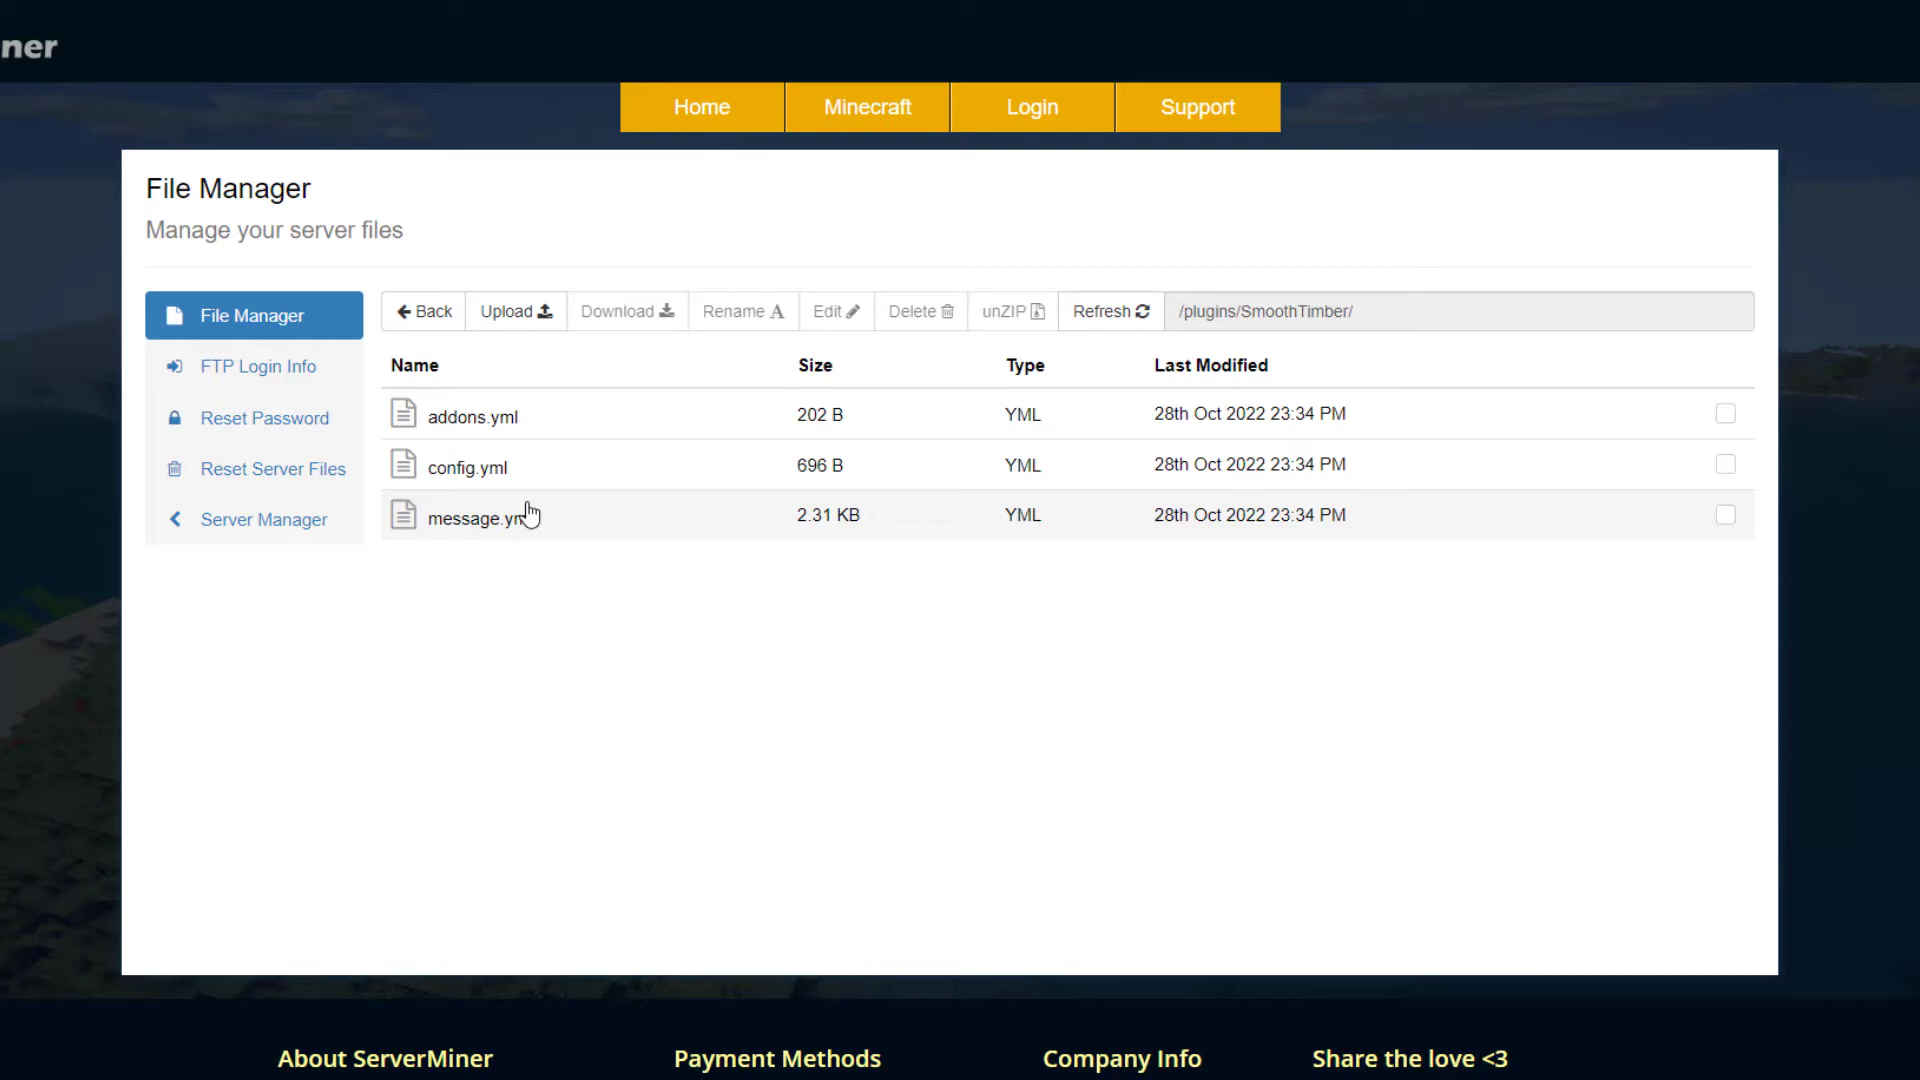 ner
Home Minecraft Login Support
File Manager
Manage your server files
File Manager
FTP Login Info
Reset Password
Reset Server Files
Server Manager
Back Upload Download Rename Edit Delete unZIP Refresh /plugins/SmoothTimber/
Name Size Type Last Modified
addons.yml 202 B YML 28th Oct 2022 23:34 PM
config.yml 696 B YML 28th Oct 2022 23:34 PM
2.31 KB YML 28th Oct 2022 23:34 PM
About ServerMiner Payment Methods Company Info Share the love <3